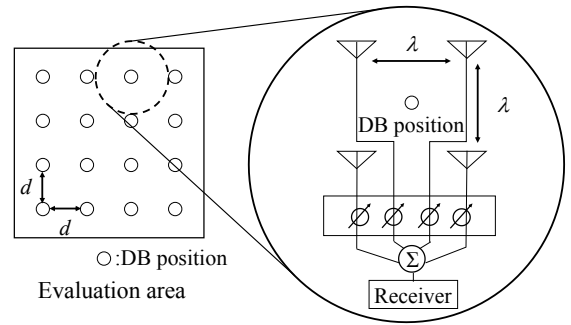 d
d
○:DB position
Evaluation area
λ
λ
DB position
Σ
Receiver